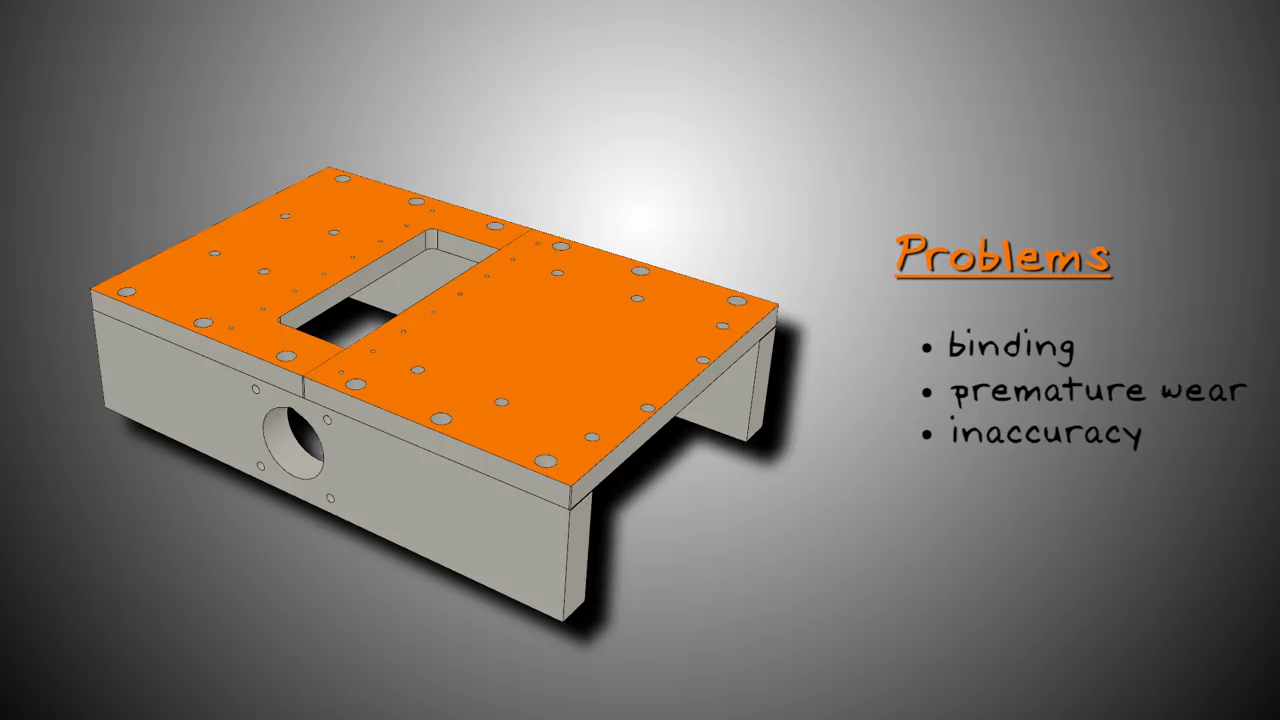 Problems
• binding
• premature wear
• inaccuracy